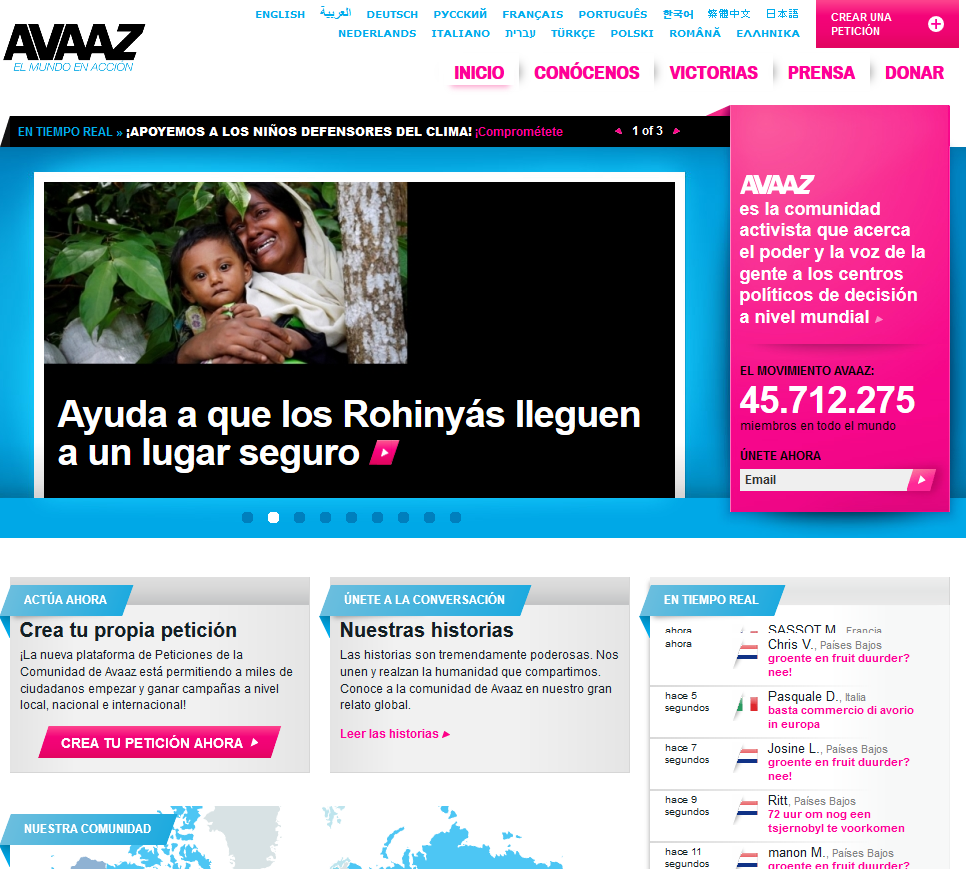 ENGLISH العربية DEUTSCH РУССКИЙ FRANÇAIS PORTUGUÊS 한국어 繁體中文 日本語
NEDERLANDS ITALIANO עברית TÜRKÇE POLSKI ROMÂNĂ ΕΛΛΗΝΙΚΑ
CREAR UNA
PETICIÓN
AVAAZ
EL MUNDO EN ACCIÓN
INICIO CONÓCENOS VICTORIAS PRENSA DONAR
EN TIEMPO REAL » ¡APOYEMOS A LOS NIÑOS DEFENSORES DEL CLIMA! ¡Comprométete
1 of 3
Ayuda a que los Rohinyás lleguen
a un lugar seguro
AVAAZ
es la comunidad
activista que acerca
el poder y la voz de la
gente a los centros
políticos de decisión
a nivel mundial
EL MOVIMIENTO AVAAZ:
45.712.275
miembros en todo el mundo
ÚNETE AHORA
Email
ACTÚA AHORA
Crea tu propia petición
¡La nueva plataforma de Peticiones de la
Comunidad de Avaaz está permitiendo a miles de
ciudadanos empezar y ganar campañas a nivel
local, nacional e internacional!
CREA TU PETICIÓN AHORA
ÚNETE A LA CONVERSACIÓN
Nuestras historias
Las historias son tremendamente poderosas. Nos
unen y realzan la humanidad que compartimos.
Conoce a la comunidad de Avaaz en nuestro gran
relato global.
Leer las historias
EN TIEMPO REAL
ahora SASSOT M., Francia
ahora Chris V., Países Bajos
groente en fruit duurder?
nee!
hace 5 segundos Pasquale D., Italia
basta commercio di avorio
in europa
hace 7 segundos Josine L., Países Bajos
groente en fruit duurder?
nee!
hace 9 segundos Ritt, Países Bajos
72 uur om nog een
tsjernobyl te voorkomen
hace 11 segundos manon M., Países Bajos
groente en fruit duurder?
NUESTRA COMUNIDAD